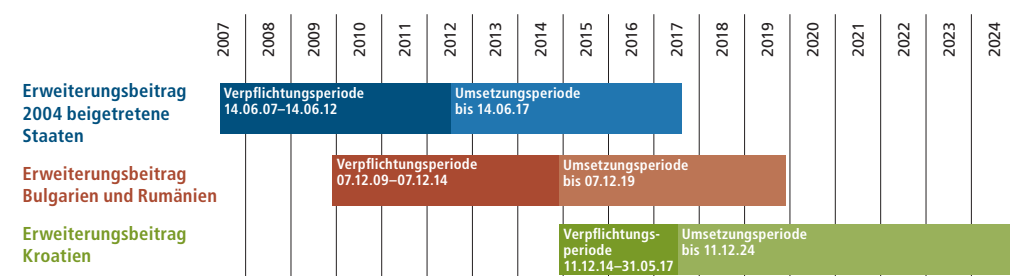 2007 2008 2009 2010 2011 2012 2013 2014 2015 2016 2017 2018 2019 2020 2021 2022 2023 2024
Erweiterungsbeitrag
2004 beigetretene
Staaten
Verpflichtungsperiode
14.06.07–14.06.12
Umsetzungsperiode
bis 14.06.17
Erweiterungsbeitrag
Bulgarien und Rumänien
Verpflichtungsperiode
07.12.09–07.12.14
Umsetzungsperiode
bis 07.12.19
Erweiterungsbeitrag
Kroatien
Verpflichtungs-
periode
11.12.14–31.05.17
Umsetzungsperiode
bis 11.12.24